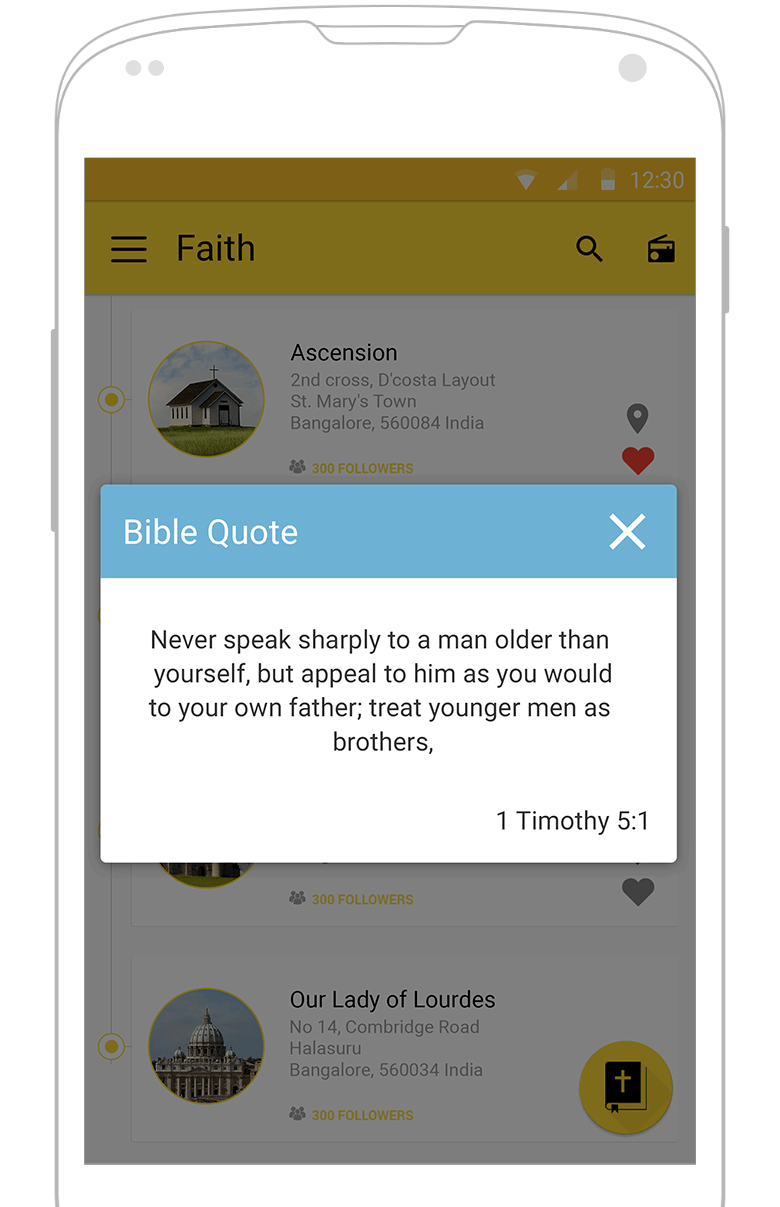 12:30
Faith
Ascension
2nd cross, D'costa Layout
St. Mary's Town
Bangalore, 560084 India
300 FOLLOWERS
Bible Quote
Never speak sharply to a man older than
yourself, but appeal to him as you would
to your own father; treat younger men as
brothers,
1 Timothy 5:1
300 FOLLOWERS
Our Lady of Lourdes
No 14, Combridge Road
Halasuru
Bangalore, 560034 India
300 FOLLOWERS